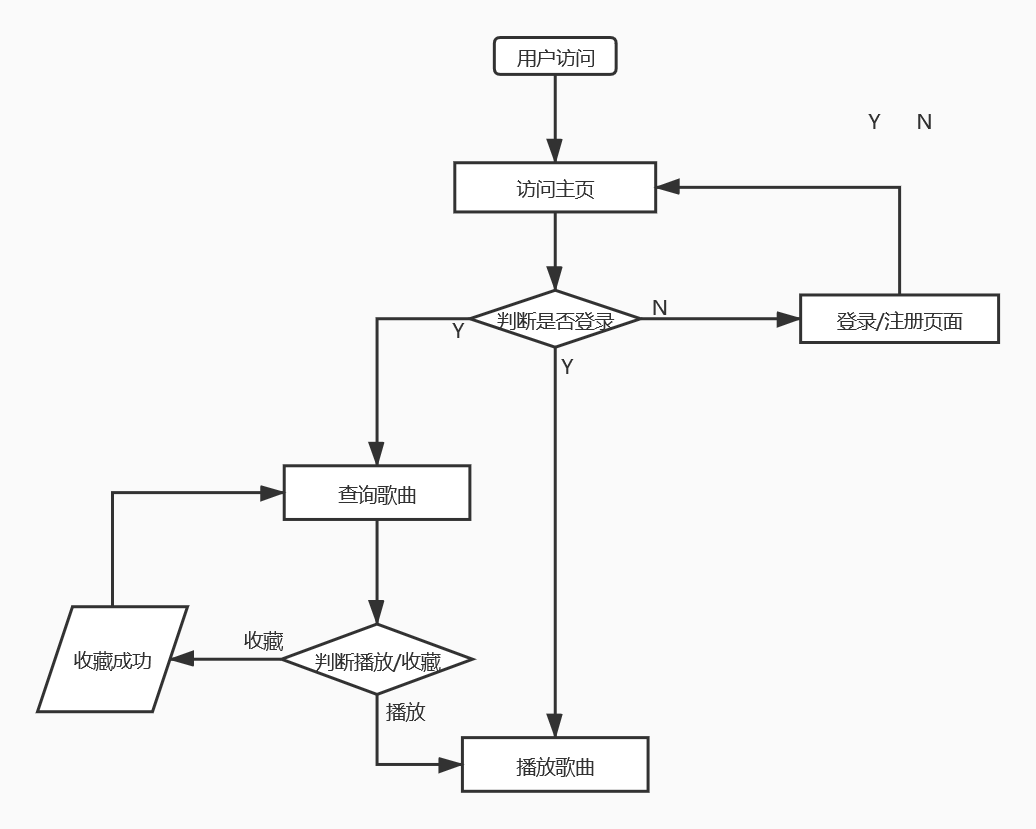 用户访问
Y N
访问主页
判断是否登录
N
登录/注册页面
Y
Y
查询歌曲
收藏
判断播放/收藏
收藏成功
播放
播放歌曲